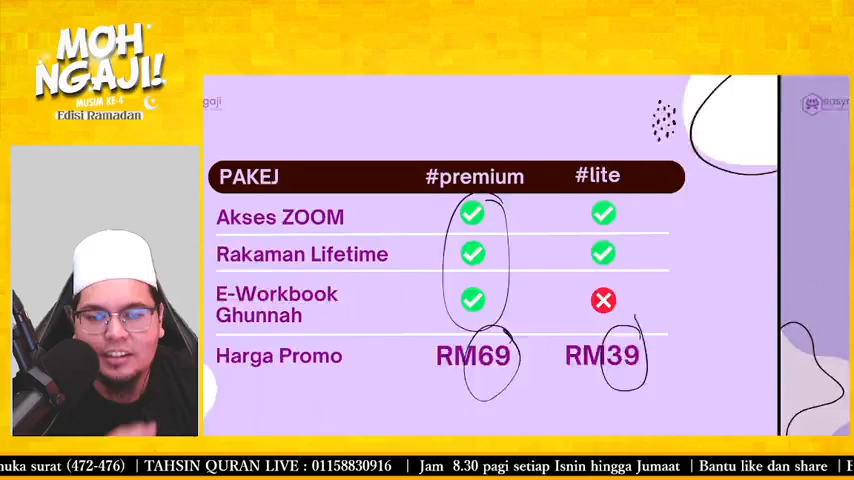 MOH
NGAJI!
MUSIM KE-4
Edisi Ramadan
gaji
PAKEJ #premium #lite
Akses ZOOM
Rakaman Lifetime
E-Workbook
Ghunnah
Harga Promo RM69 RM39
muka surat (472-476) | TAHSIN QURAN LIVE : 01158830916 | Jam 8.30 pagi setiap Isnin hingga Jumaat | Bantu like dan share | E